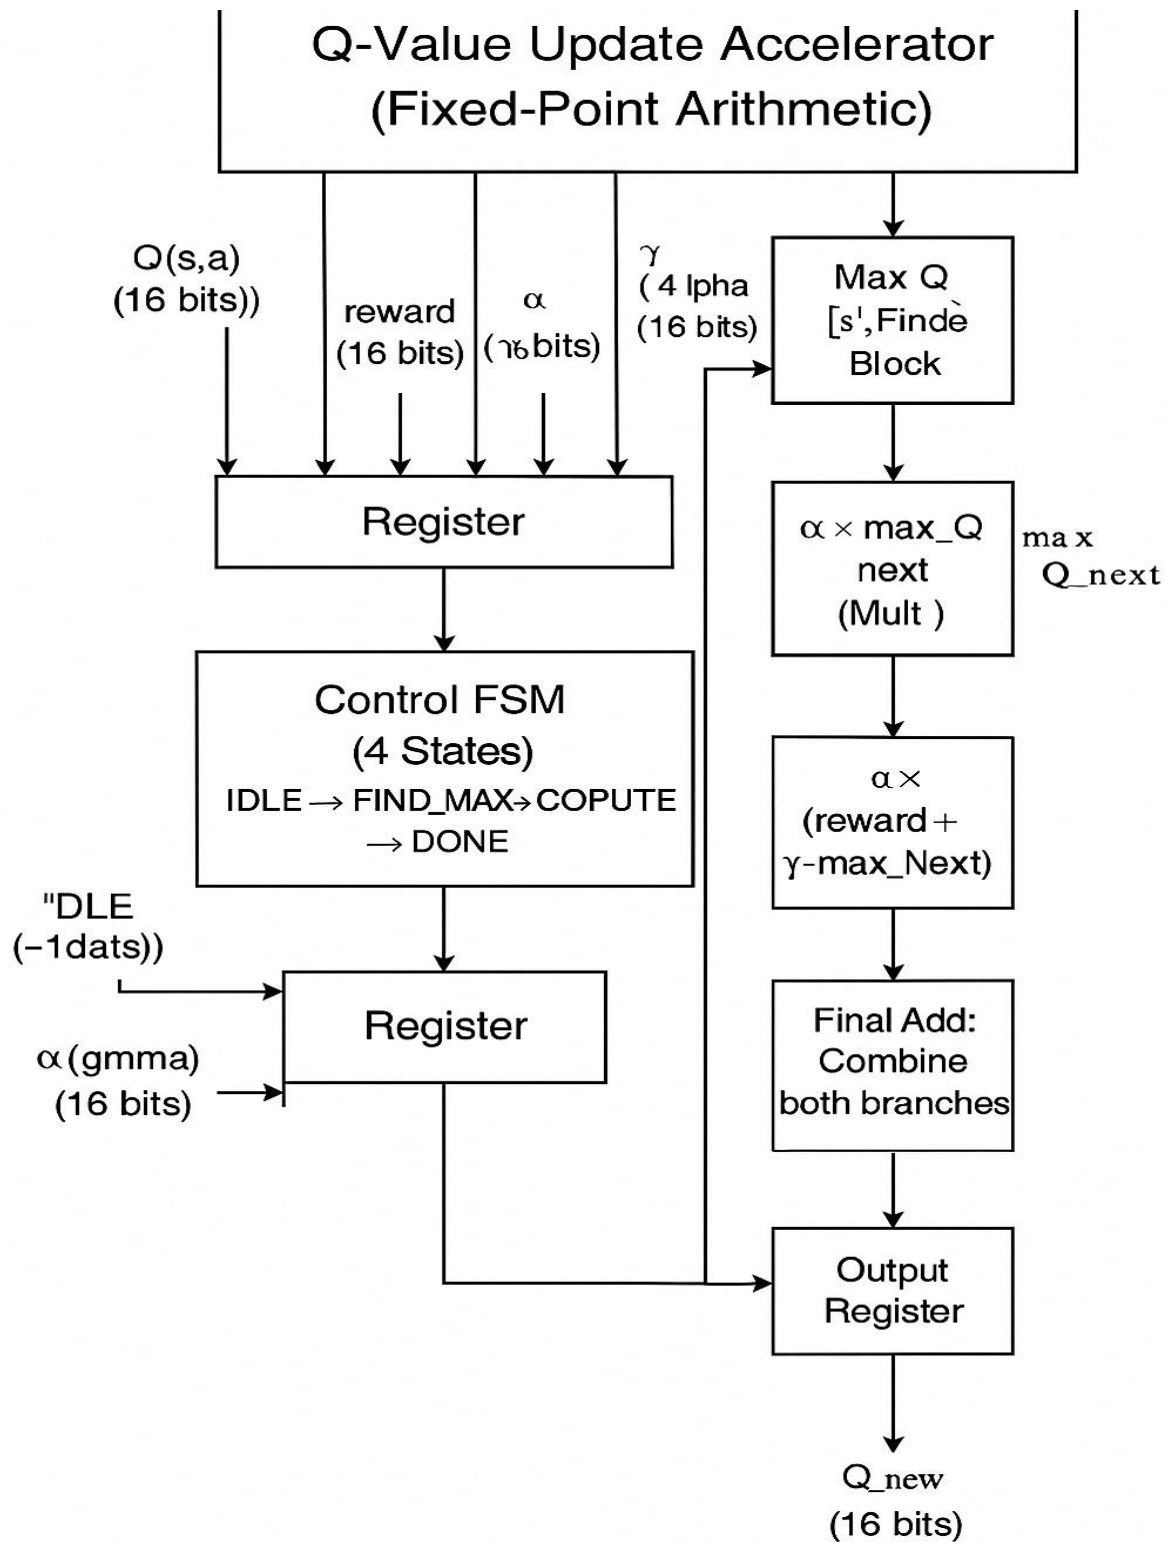 Q-Value Update Accelerator
(Fixed-Point Arithmetic)
Q(s,a)
(16 bits))
reward
(16 bits)
α
bits)
γ
( 4 lpha
(16 bits)
Max Q
[s',Findè
Block
Register
α × max_Q
next
(Mult )
max
Q_next
Control FSM
(4 States)
IDLE → FIND_MAX→COPUTE
→ DONE
α ×
(reward +
γ-max_Next)
"DLE
(−1dats))
Register
α (gmma)
(16 bits)
Final Add:
Combine
both branches
Output
Register
Q_new
(16 bits)